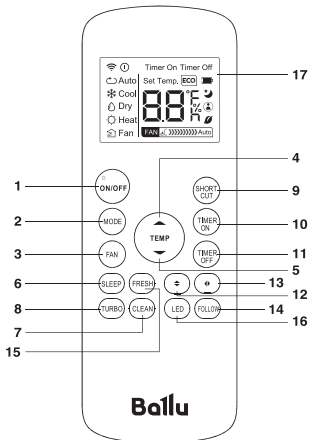 Timer On Timer Off
Auto Set Temp. ECO
Cool
Dry
Heat
Fan FAN Auto
88 °F h
17
4
1 ON/OFF
SHORT CUT 9
2 MODE
TIMER ON 10
TEMP
3 FAN
TIMER OFF 11
5
6 SLEEP FRESH 13
12
8 TURBO CLEAN LED FOLLOW 14
7 16
15
Ballu